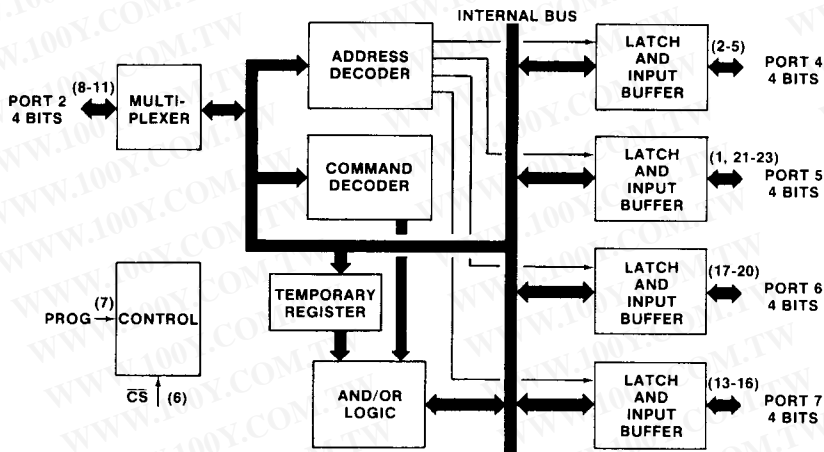 INTERNAL BUS
PORT 2
4 BITS
(8-11)
MULTI-
PLEXER
ADDRESS
DECODER
COMMAND
DECODER
TEMPORARY
REGISTER
AND/OR
LOGIC
PROG
(7)
CONTROL
CS
(6)
LATCH
AND
INPUT
BUFFER
(2-5)
PORT 4
4 BITS
LATCH
AND
INPUT
BUFFER
(1, 21-23)
PORT 5
4 BITS
LATCH
AND
INPUT
BUFFER
(17-20)
PORT 6
4 BITS
LATCH
AND
INPUT
BUFFER
(13-16)
PORT 7
4 BITS
WWW.100Y.COM.TW